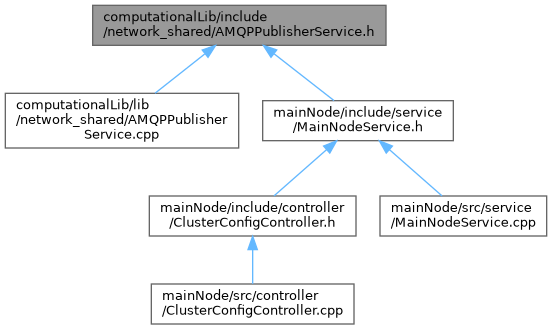 computationalLib/include
/network_shared/AMQPPublisherService.h
computationalLib/lib
/network_shared/AMQPPublisher
Service.cpp
mainNode/include/service
/MainNodeService.h
mainNode/include/controller
/ClusterConfigController.h
mainNode/src/service
/MainNodeService.cpp
mainNode/src/controller
/ClusterConfigController.cpp